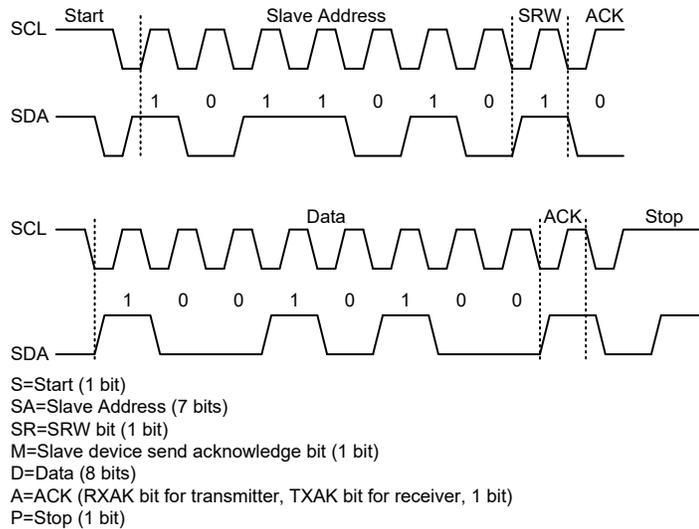 Start Slave Address SRW ACK
SCL
1 0 1 1 0 1 0 1 0
SDA
Data ACK Stop
SCL
1 0 0 1 0 1 0 0
SDA
S=Start (1 bit)
SA=Slave Address (7 bits)
SR=SRW bit (1 bit)
M=Slave device send acknowledge bit (1 bit)
D=Data (8 bits)
A=ACK (RXAK bit for transmitter, TXAK bit for receiver, 1 bit)
P=Stop (1 bit)